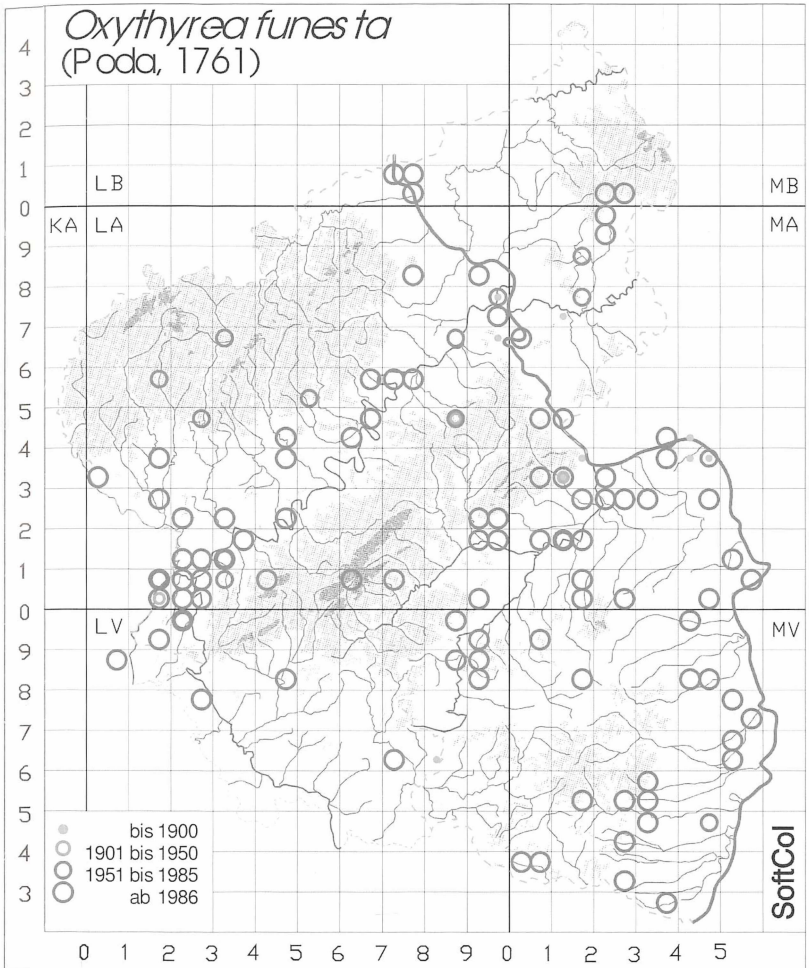 Oxythyrea funesta
(Poda, 1761)
4
3
2
1
LB
MB
0
KA LA
MA
9
8
7
6
5
4
3
2
1
0
LV
MV
9
8
7
6
5
4
3
bis 1900
1901 bis 1950
1951 bis 1985
ab 1986
SoftCol
0 1 2 3 4 5 6 7 8 9 0 1 2 3 4 5